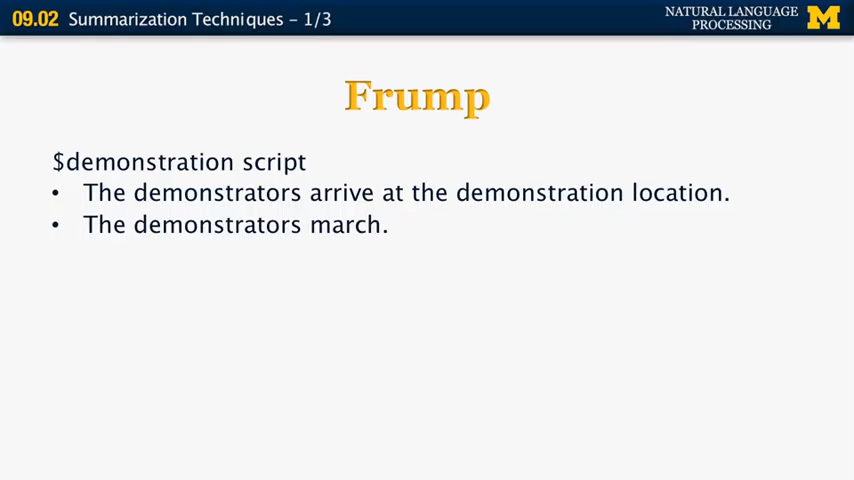 09.02 Summarization Techniques – 1/3
NATURAL LANGUAGE
PROCESSING
M
Frump
$demonstration script
• The demonstrators arrive at the demonstration location.
• The demonstrators march.